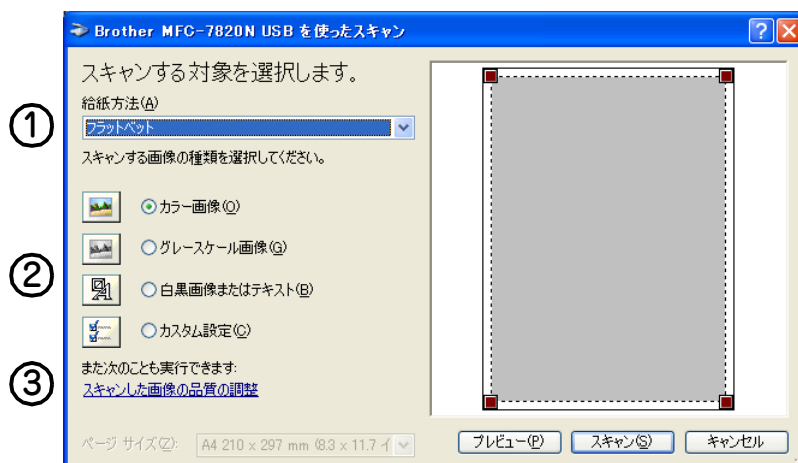 Brother MFC-7820N USB を使ったスキャン
スキャンする対象を選択します。
①
給紙方法(A)
フラットベット
スキャンする画像の種類を選択してください。
カラー画像(O)
グレースケール画像(G)
②
白黒画像またはテキスト(B)
カスタム設定(C)
③
また次のことも実行できます:
スキャンした画像の品質の調整
ページ サイズ(Z):
A4 210 x 297 mm (8.3 x 11.7 イ
プレビュー(P)
スキャン(S)
キャンセル